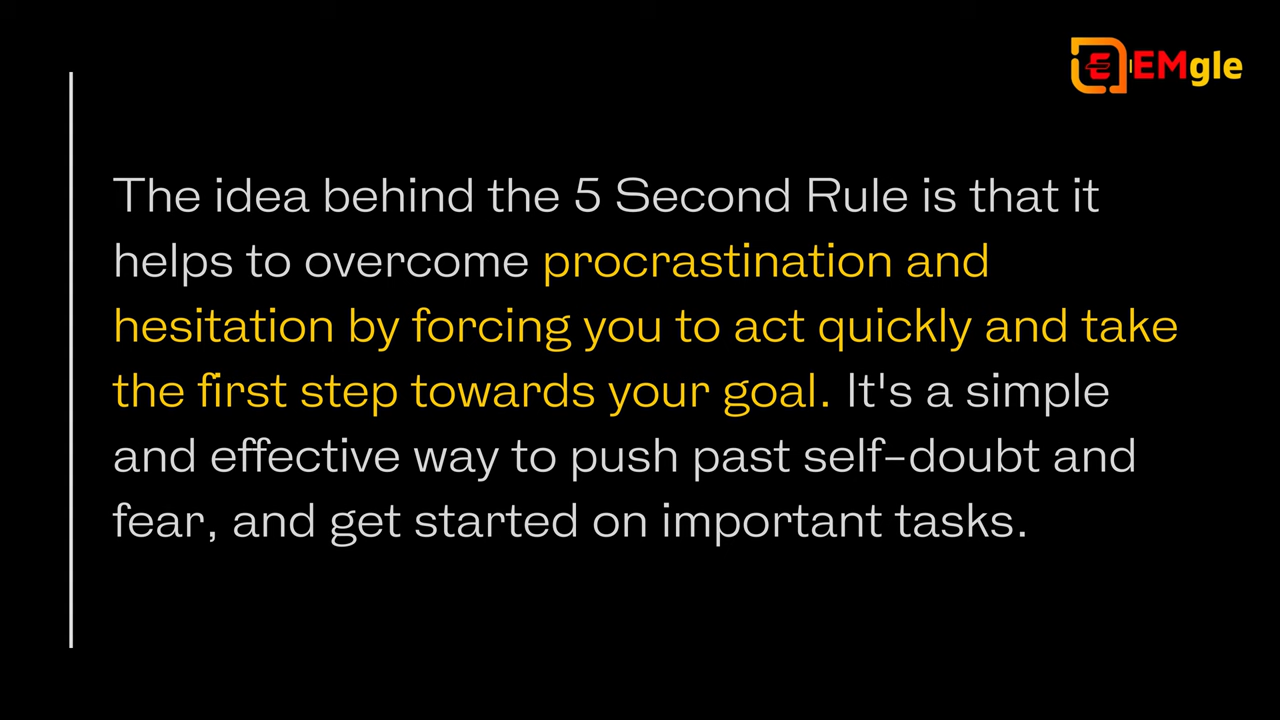 EMgle
The idea behind the 5 Second Rule is that it
helps to overcome procrastination and
hesitation by forcing you to act quickly and take
the first step towards your goal. It's a simple
and effective way to push past self-doubt and
fear, and get started on important tasks.